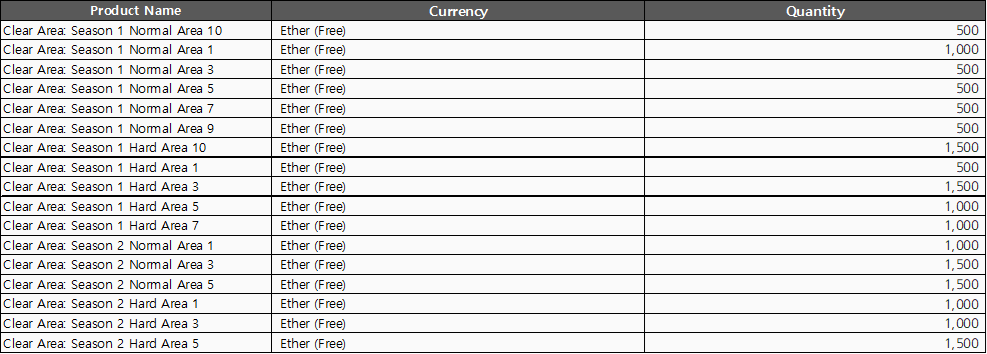 Product Name Currency Quantity
Clear Area: Season 1 Normal Area 10 Ether (Free) 500
Clear Area: Season 1 Normal Area 1 Ether (Free) 1,000
Clear Area: Season 1 Normal Area 3 Ether (Free) 500
Clear Area: Season 1 Normal Area 5 Ether (Free) 500
Clear Area: Season 1 Normal Area 7 Ether (Free) 500
Clear Area: Season 1 Normal Area 9 Ether (Free) 500
Clear Area: Season 1 Hard Area 10 Ether (Free) 1,500
Clear Area: Season 1 Hard Area 1 Ether (Free) 500
Clear Area: Season 1 Hard Area 3 Ether (Free) 1,500
Clear Area: Season 1 Hard Area 5 Ether (Free) 1,000
Clear Area: Season 1 Hard Area 7 Ether (Free) 1,000
Clear Area: Season 2 Normal Area 1 Ether (Free) 1,000
Clear Area: Season 2 Normal Area 3 Ether (Free) 1,500
Clear Area: Season 2 Normal Area 5 Ether (Free) 1,500
Clear Area: Season 2 Hard Area 1 Ether (Free) 1,000
Clear Area: Season 2 Hard Area 3 Ether (Free) 1,000
Clear Area: Season 2 Hard Area 5 Ether (Free) 1,500